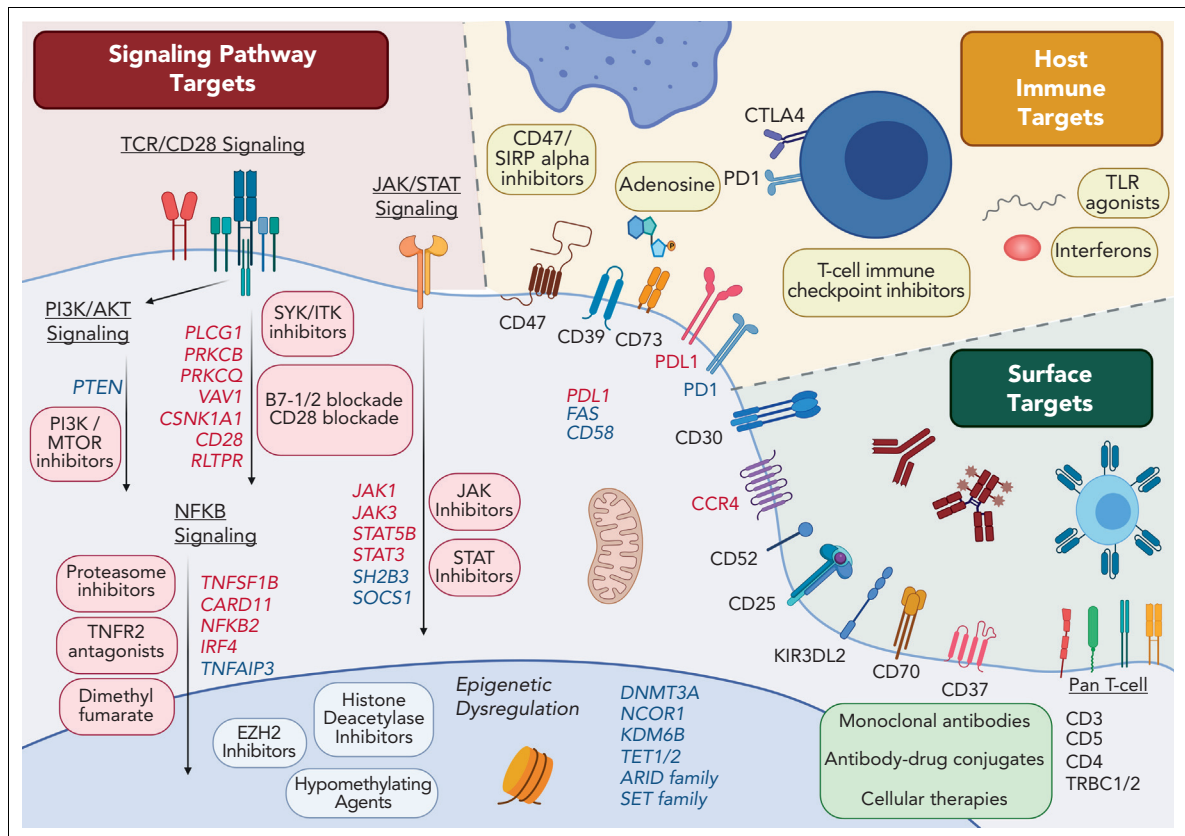 Signaling Pathway
Targets
TCR/CD28 Signaling
JAK/STAT
Signaling
PI3K/AKT
Signaling
PTEN
PI3K /
MTOR
inhibitors
PLCG1
PRKCB
PRKCQ
VAV1
CSNK1A1
CD28
RLTPR
SYK/ITK
inhibitors
B7-1/2 blockade
CD28 blockade
NFKB
Signaling
Proteasome
inhibitors
TNFR2
antagonists
Dimethyl
fumarate
TNFSF1B
CARD11
NFKB2
IRF4
TNFAIP3
JAK1
JAK3
STAT5B
STAT3
SH2B3
SOCS1
JAK
Inhibitors
STAT
Inhibitors
Host
Immune
Targets
CD47/
SIRP alpha
inhibitors
Adenosine
P
CTLA4
PD1
TLR
agonists
Interferons
T-cell immune
checkpoint inhibitors
CD47
CD39
CD73
PDL1
PD1
PDL1
FAS
CD58
Surface
Targets
CD30
CCR4
CD52
CD25
KIR3DL2
CD70
CD37
Pan T-cell
CD3
CD5
CD4
TRBC1/2
Monoclonal antibodies
Antibody-drug conjugates
Cellular therapies
Epigenetic
Dysregulation
EZH2
Inhibitors
Histone
Deacetylase
Inhibitors
Hypomethylating
Agents
DNMT3A
NCOR1
KDM6B
TET1/2
ARID family
SET family